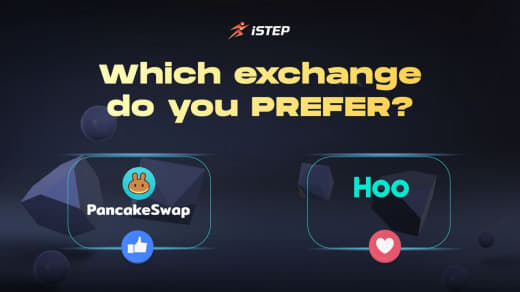 iSTEP
Which exchange
do you PREFER?
PancakeSwap
Hoo